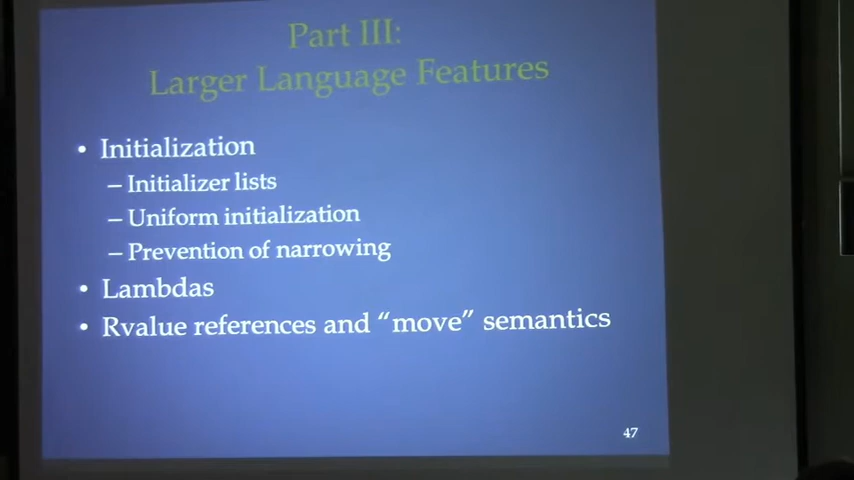 Part III:
Larger Language Features
• Initialization
– Initializer lists
– Uniform initialization
– Prevention of narrowing
• Lambdas
• Rvalue references and “move” semantics
47